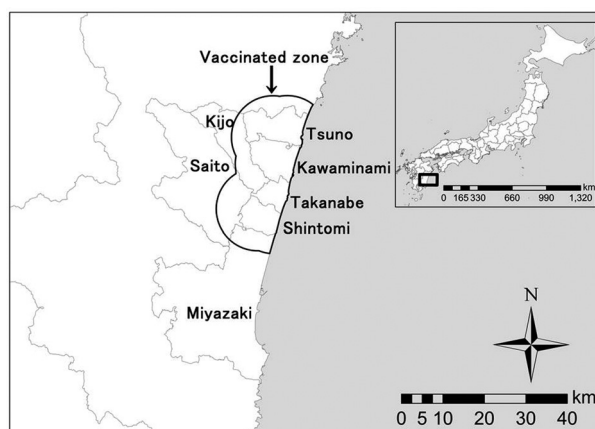 Vaccinated zone
Kijo
Tsuno
Saito
Kawaminami
Takanabe
Shintomi
Miyazaki
km
0 165 330 660 990 1,320
N
km
0 5 10 20 30 40